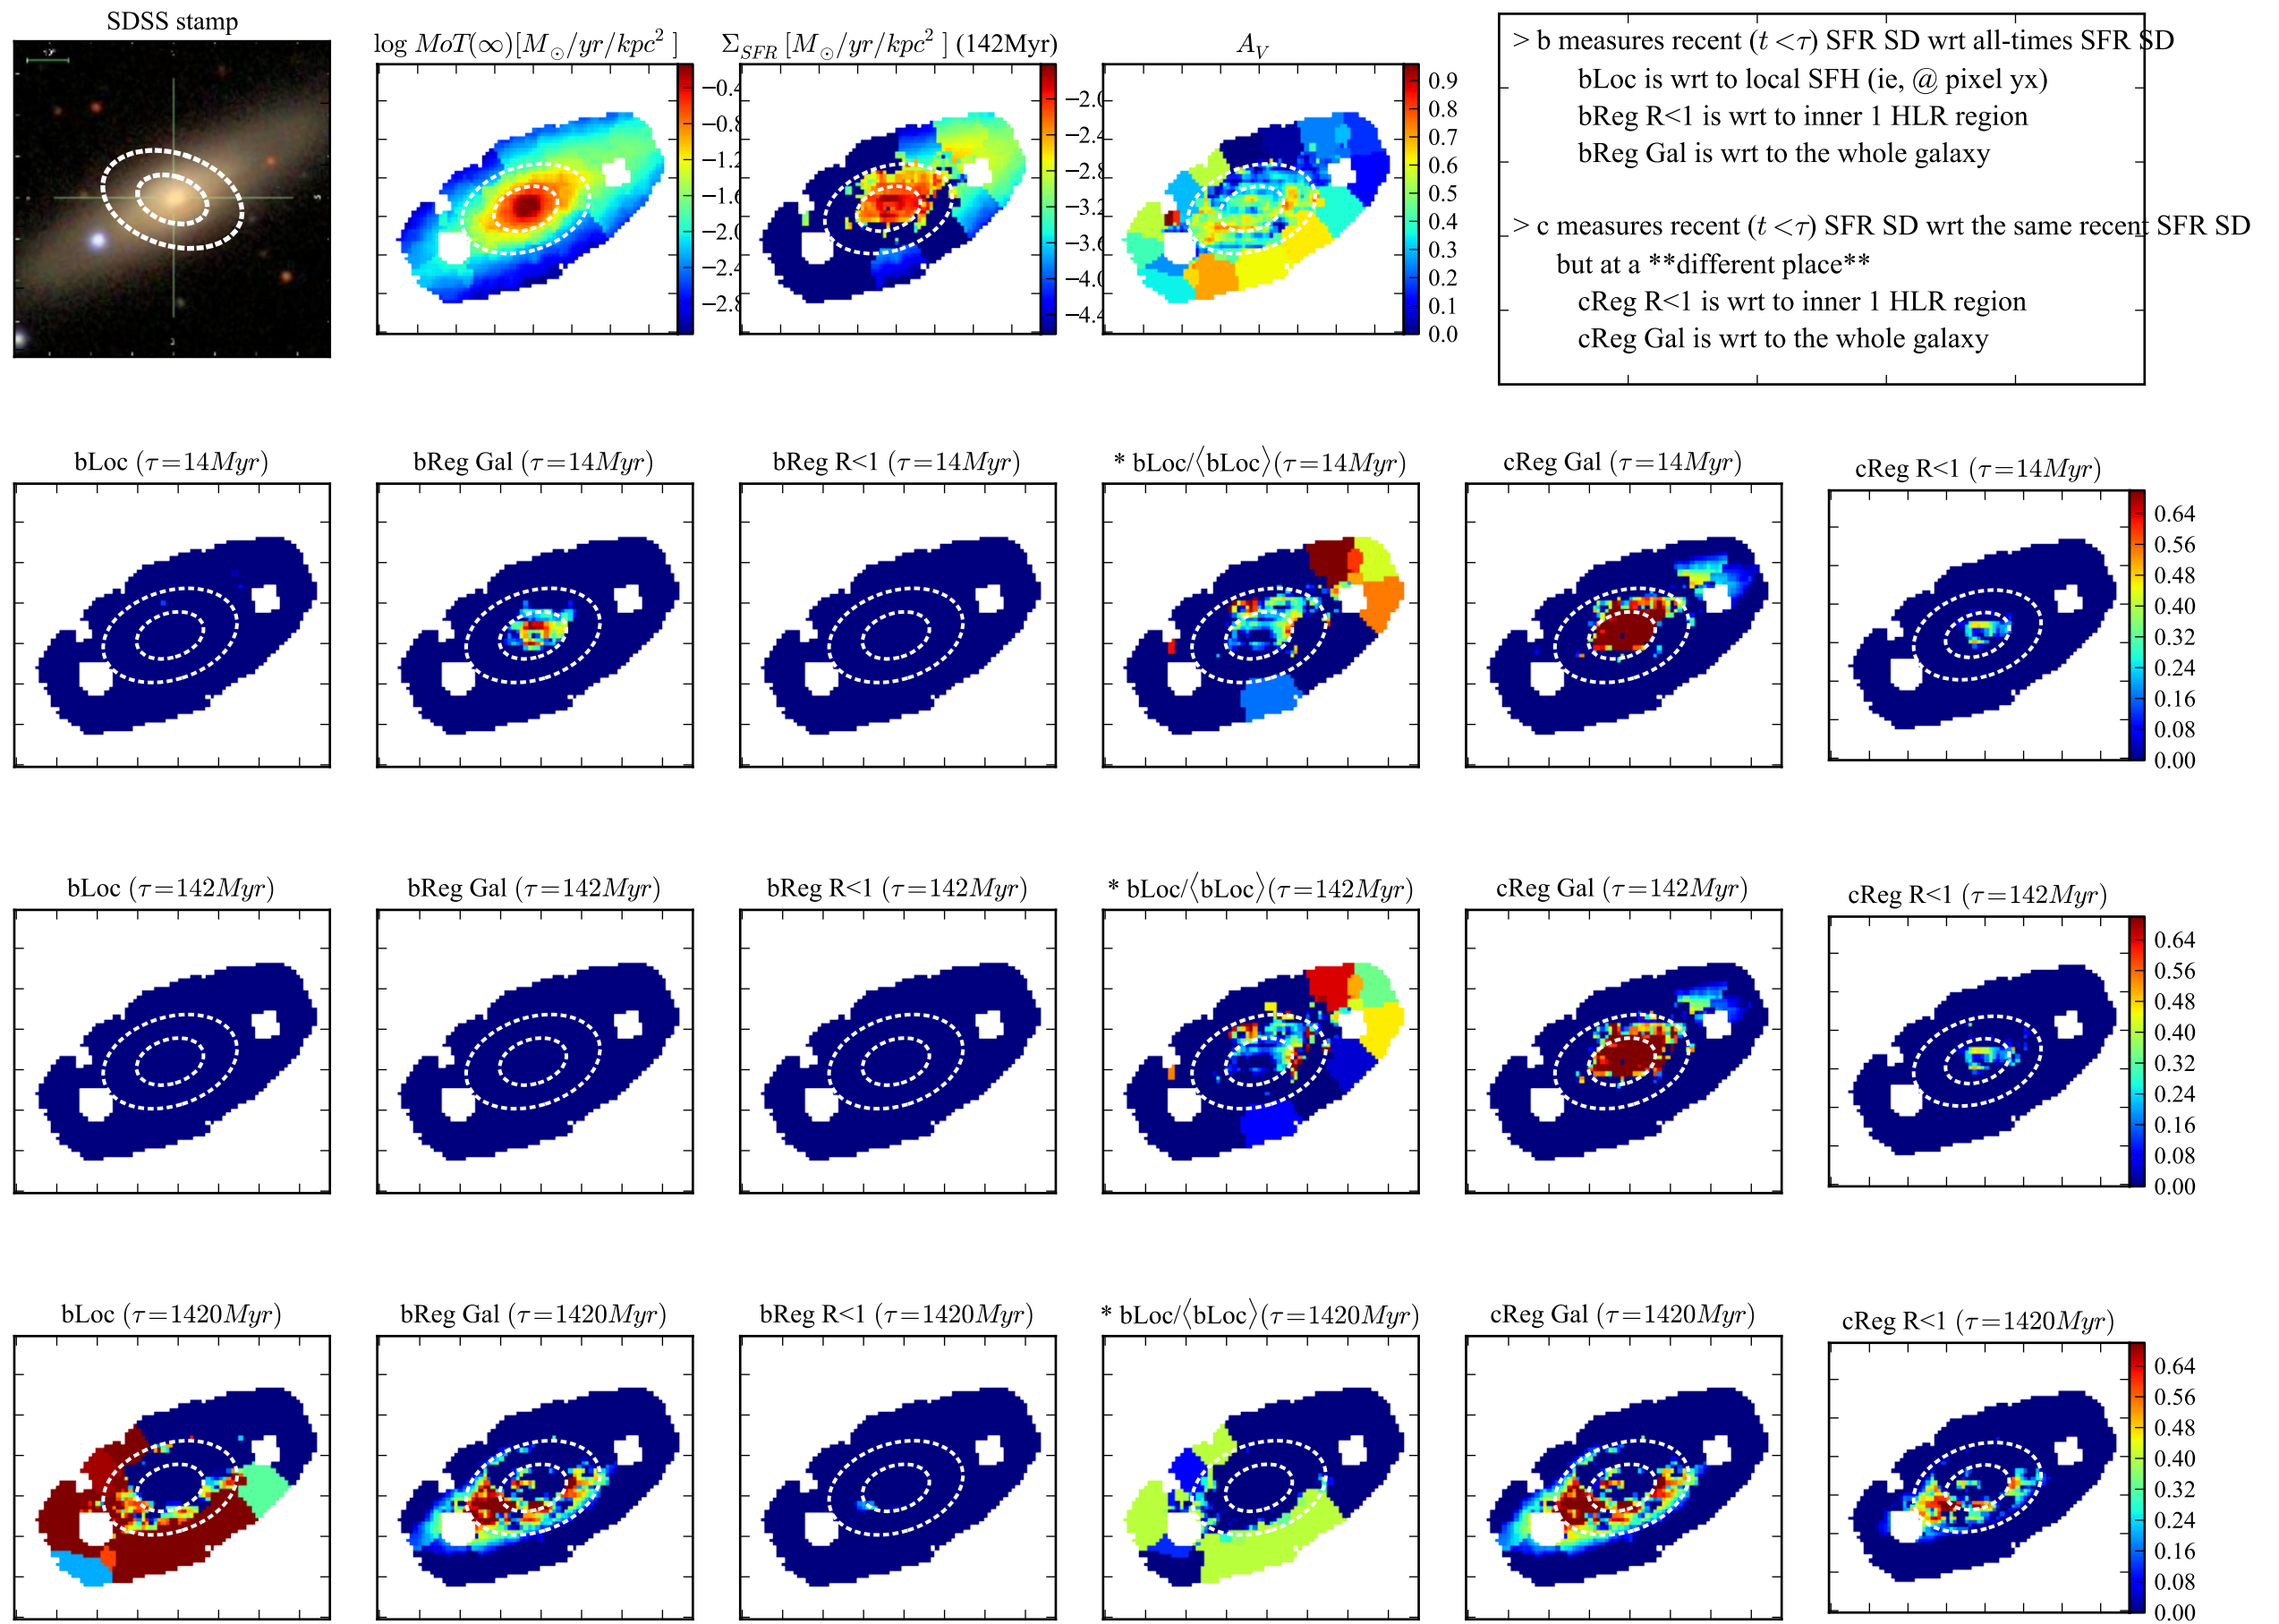 SDSS stamp
log MoT(∞)[M⊙/yr/kpc² ]
Σ_SFR [M⊙/yr/kpc² ] (142Myr)
A_V
−0.4
−0.8
−1.2
−1.6
−2.0
−2.4
−2.8
−2.0
−2.4
−2.8
−3.2
−3.6
−4.0
−4.4
0.9
0.8
0.7
0.6
0.5
0.4
0.3
0.2
0.1
0.0
> b measures recent (t <τ) SFR SD wrt all-times SFR SD
bLoc is wrt to local SFH (ie, @ pixel yx)
bReg R<1 is wrt to inner 1 HLR region
bReg Gal is wrt to the whole galaxy
> c measures recent (t <τ) SFR SD wrt the same recent SFR SD
but at a **different place**
cReg R<1 is wrt to inner 1 HLR region
cReg Gal is wrt to the whole galaxy
bLoc (τ=14Myr)
bReg Gal (τ=14Myr)
bReg R<1 (τ=14Myr)
* bLoc/⟨bLoc⟩(τ=14Myr)
cReg Gal (τ=14Myr)
cReg R<1 (τ=14Myr)
0.64
0.56
0.48
0.40
0.32
0.24
0.16
0.08
0.00
bLoc (τ=142Myr)
bReg Gal (τ=142Myr)
bReg R<1 (τ=142Myr)
* bLoc/⟨bLoc⟩(τ=142Myr)
cReg Gal (τ=142Myr)
cReg R<1 (τ=142Myr)
0.64
0.56
0.48
0.40
0.32
0.24
0.16
0.08
0.00
bLoc (τ=1420Myr)
bReg Gal (τ=1420Myr)
bReg R<1 (τ=1420Myr)
* bLoc/⟨bLoc⟩(τ=1420Myr)
cReg Gal (τ=1420Myr)
cReg R<1 (τ=1420Myr)
0.64
0.56
0.48
0.40
0.32
0.24
0.16
0.08
0.00